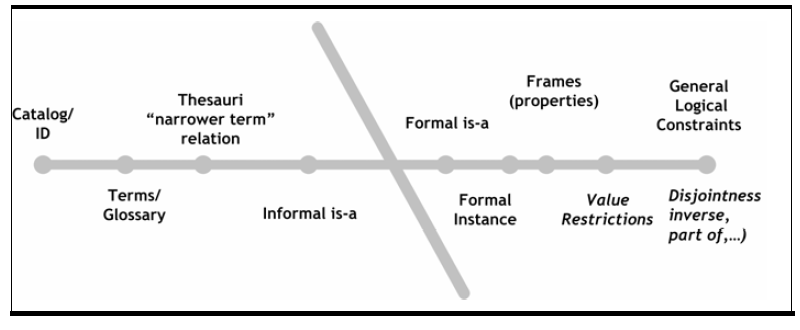 Catalog/
ID
Terms/
Glossary
Thesauri
“narrower term”
relation
Informal is-a
Formal is-a
Formal
Instance
Frames
(properties)
Value
Restrictions
General
Logical
Constraints
Disjointness
inverse,
part of,...)